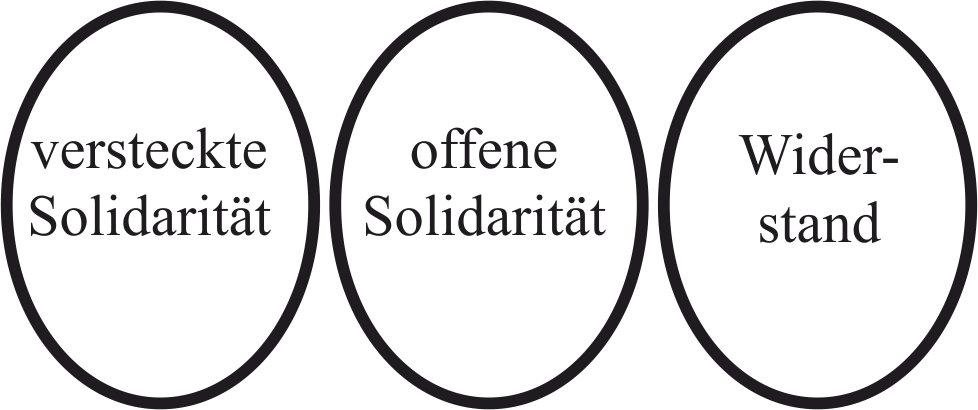 versteckte
Solidarität
offene
Solidarität
Wider-
stand